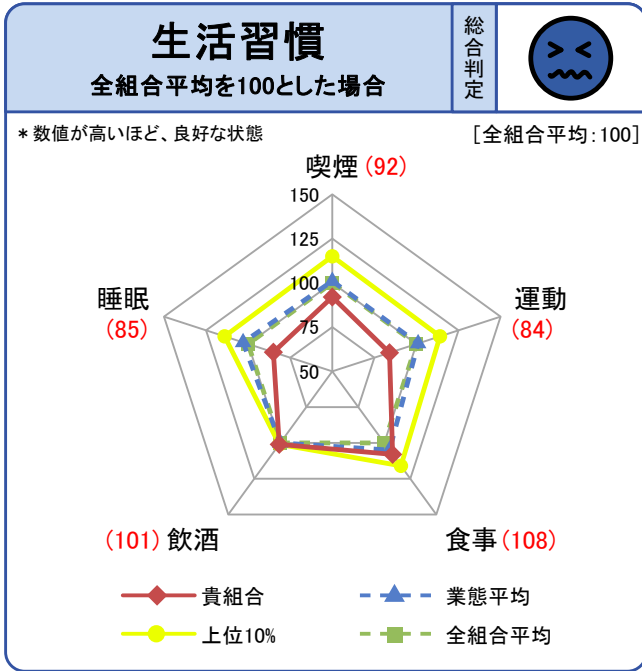 生活習慣
全組合平均を100とした場合
総合判定
*数値が高いほど、良好な状態
[全組合平均:100]
喫煙(92)
150
125
100
75
50
睡眠
(85)
運動
(84)
(101)飲酒
食事(108)
貴組合
業態平均
上位10%
全組合平均